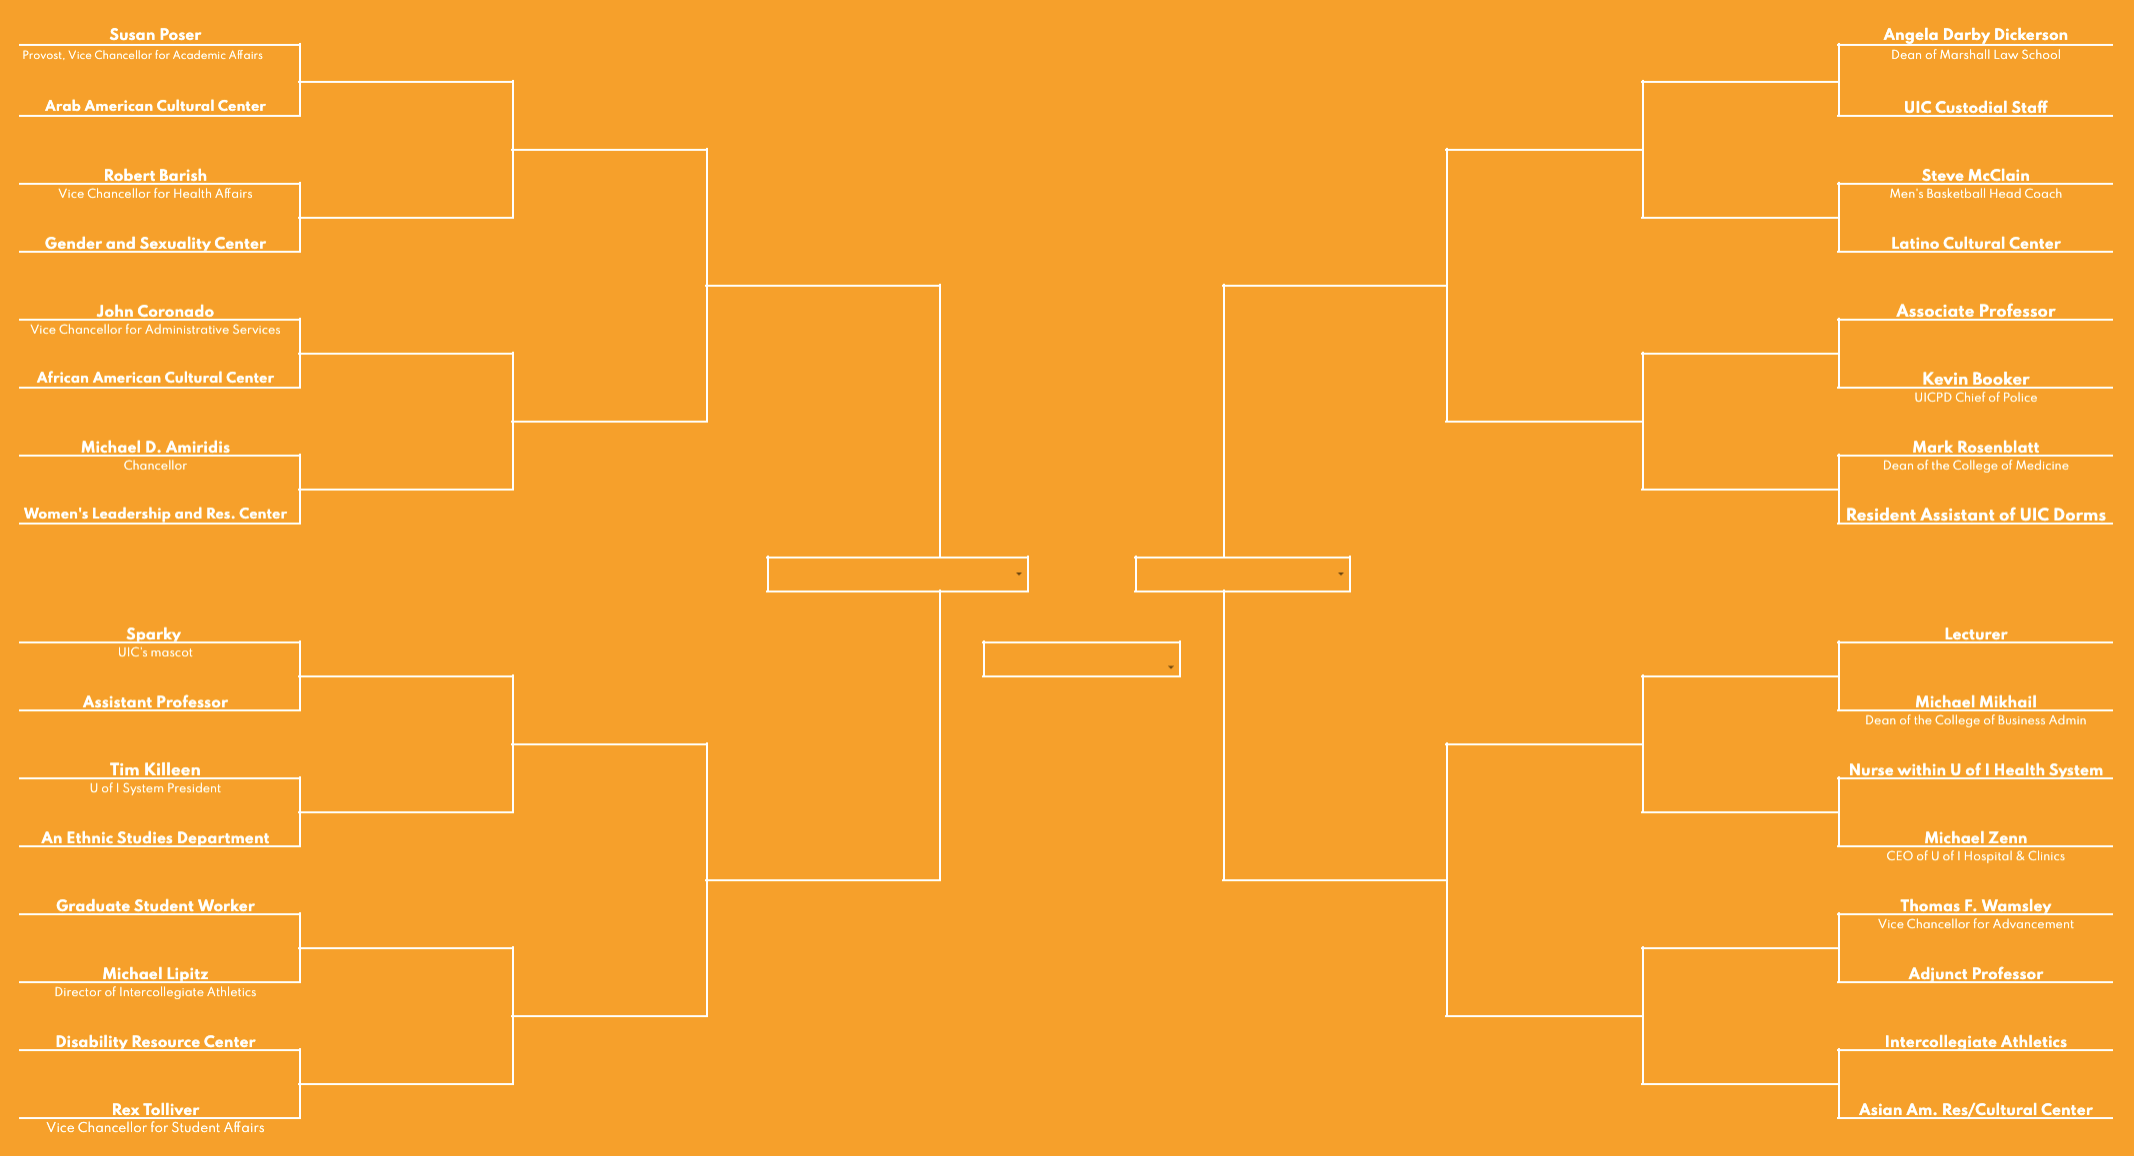 Susan Poser
Provost, Vice Chancellor for Academic Affairs
Arab American Cultural Center
Robert Barish
Vice Chancellor for Health Affairs
Gender and Sexuality Center
John Coronado
Vice Chancellor for Administrative Services
African American Cultural Center
Michael D. Amiridis
Chancellor
Women's Leadership and Res. Center
Sparky
UIC's mascot
Assistant Professor
Tim Killeen
U of I System President
An Ethnic Studies Department
Graduate Student Worker
Michael Lipitz
Director of Intercollegiate Athletics
Disability Resource Center
Rex Tolliver
Vice Chancellor for Student Affairs
Angela Darby Dickerson
Dean of Marshall Law School
UIC Custodial Staff
Steve McClain
Men's Basketball Head Coach
Latino Cultural Center
Associate Professor
Kevin Booker
UICPD Chief of Police
Mark Rosenblatt
Dean of the College of Medicine
Resident Assistant of UIC Dorms
Lecturer
Michael Mikhail
Dean of the College of Business Admin
Nurse within U of I Health System
Michael Zenn
CEO of U of I Hospital & Clinics
Thomas F. Wamsley
Vice Chancellor for Advancement
Adjunct Professor
Intercollegiate Athletics
Asian Am. Res/Cultural Center